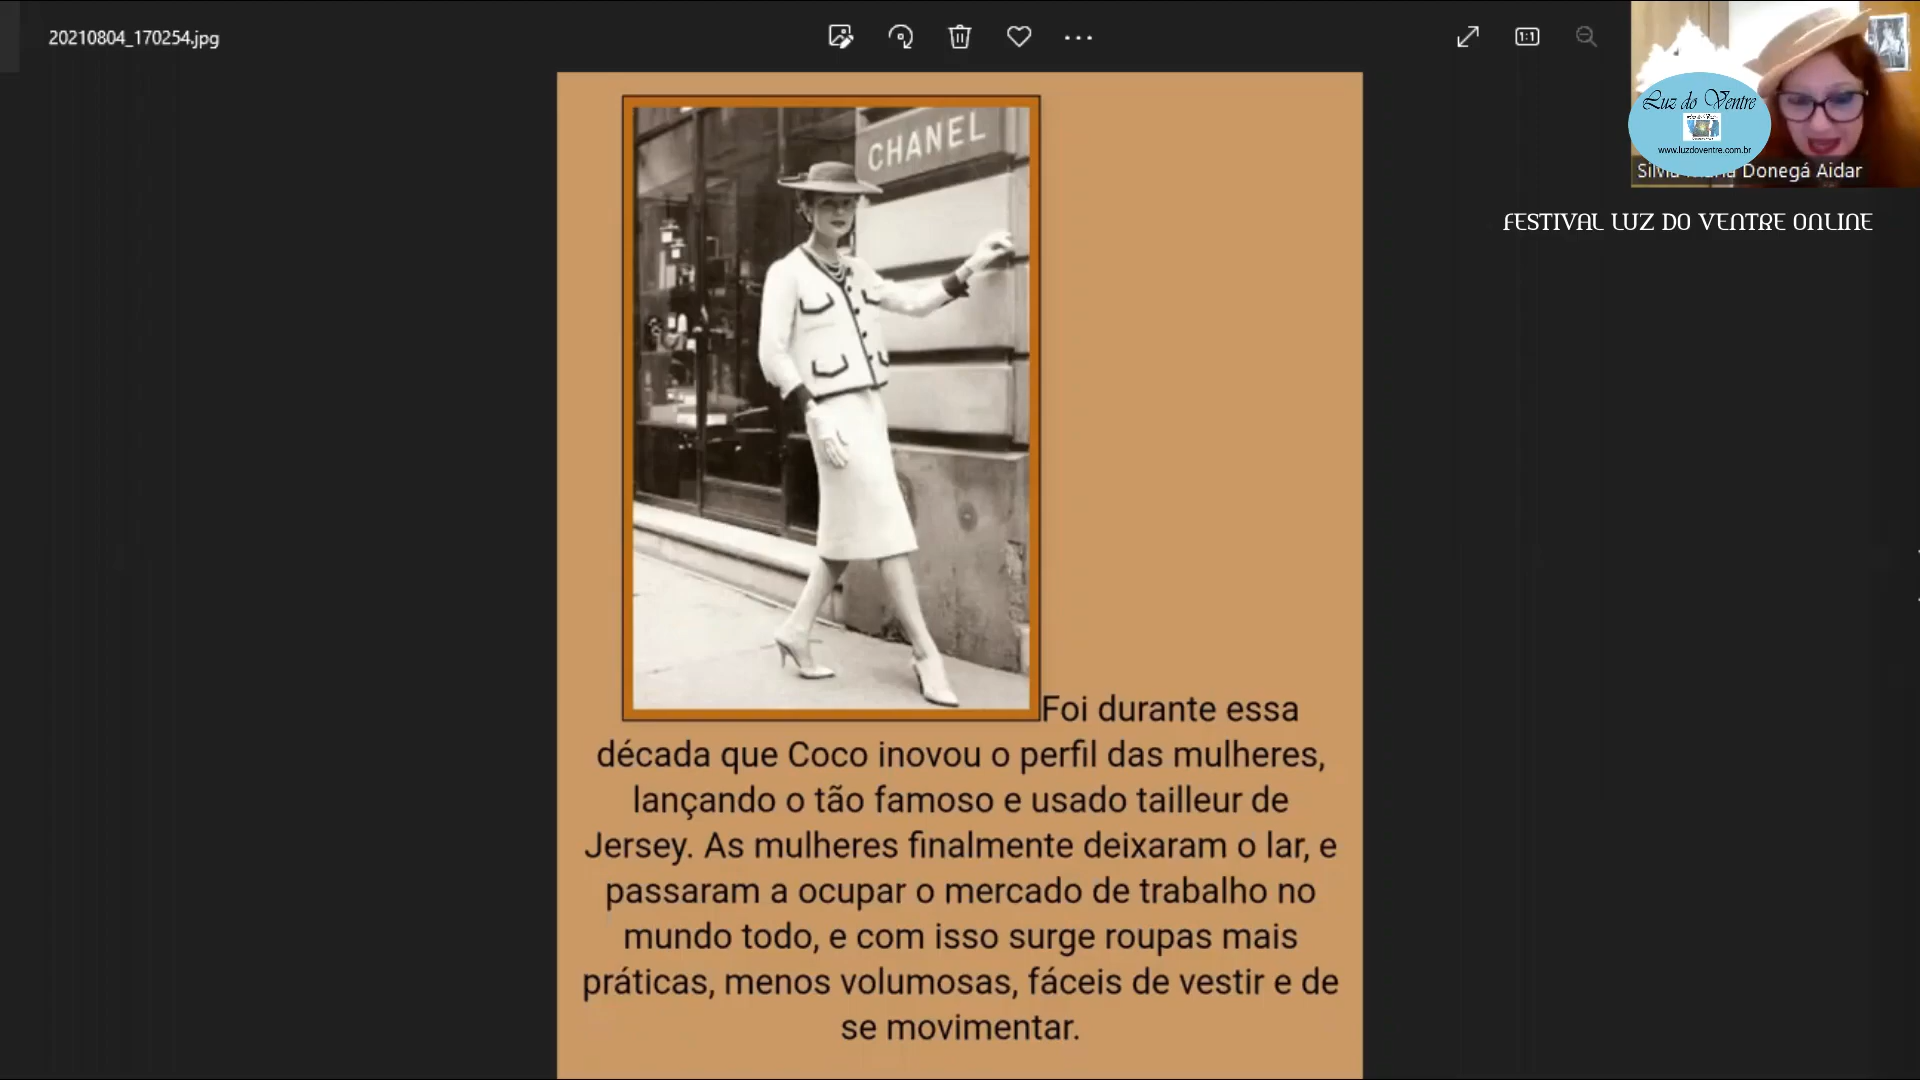 20210804_170254.jpg
1:1
CHANEL
Luz do Ventre
www.luzdoventre.com.br
Donegá Aidar
FESTIVAL LUZ DO VENTRE ONLINE
Foi durante essa
década que Coco inovou o perfil das mulheres,
lançando o tão famoso e usado tailleur de
Jersey. As mulheres finalmente deixaram o lar, e
passaram a ocupar o mercado de trabalho no
mundo todo, e com isso surge roupas mais
práticas, menos volumosas, fáceis de vestir e de
se movimentar.